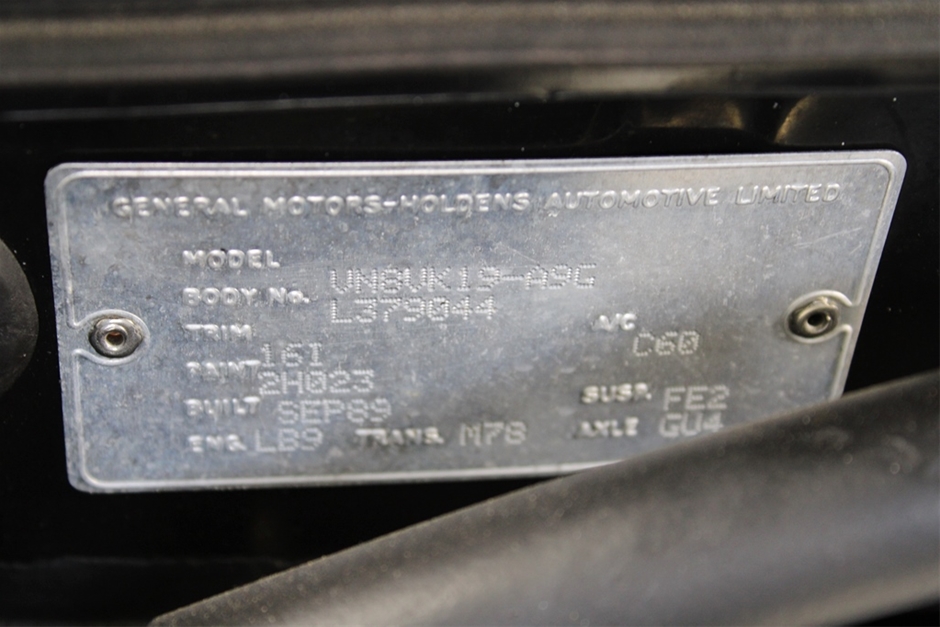 GENERAL MOTORS-HOLDENS AUTOMOTIVE LIMITED
MODEL VN8VK19-A9G
BODY No. L379044
TRIM 16I A/C C60
PAINT 2H023
BUILT SEP89 SUSP. FE2
ENG. LB9 TRANS. M78 AXLE GU4